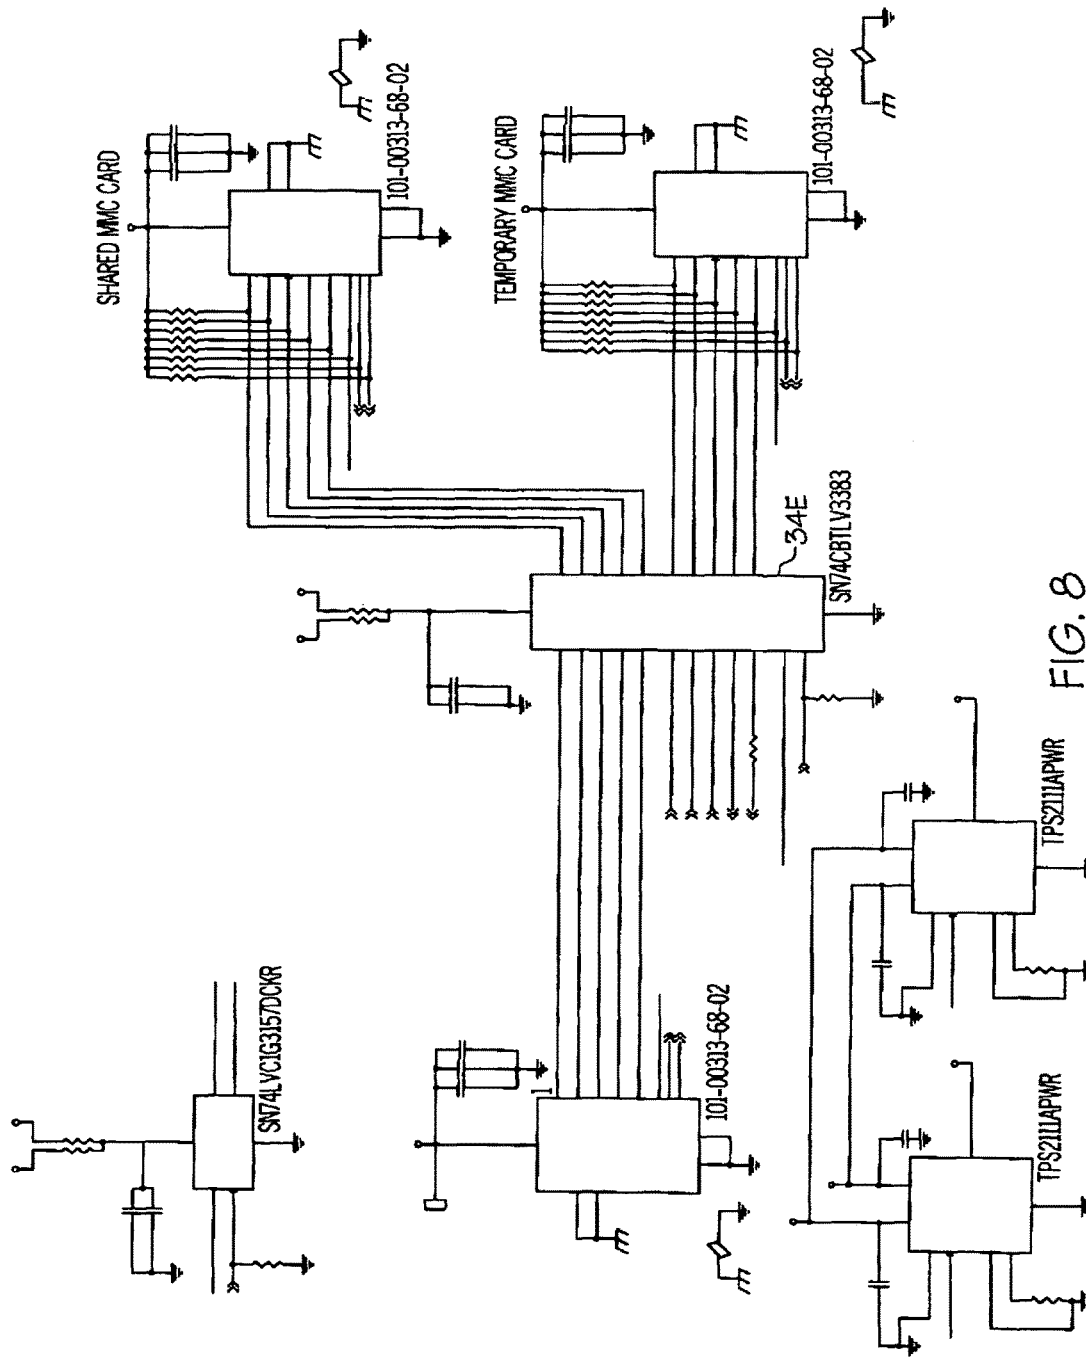 SHARED MMC CARD
101-00313-68-02
TEMPORARY MMC CARD
101-00313-68-02
34E
SN74CBTLV3383
SN74LVC1G3157DCKR
1
101-00313-68-02
TPS2111APWR
TPS2111APWR
FIG. 8